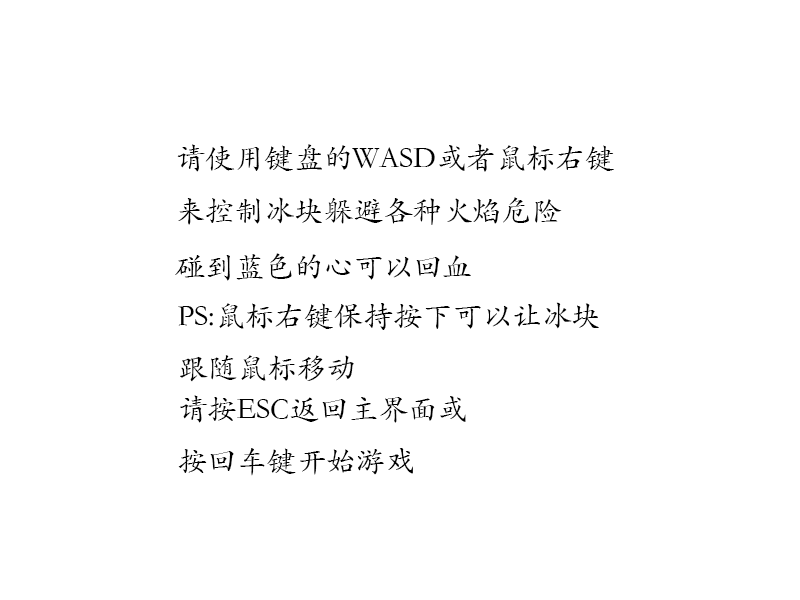 请使用键盘的WASD或者鼠标右键
来控制冰块躲避各种火焰危险
碰到蓝色的心可以回血
PS:鼠标右键保持按下可以让冰块
跟随鼠标移动
请按ESC返回主界面或
按回车键开始游戏